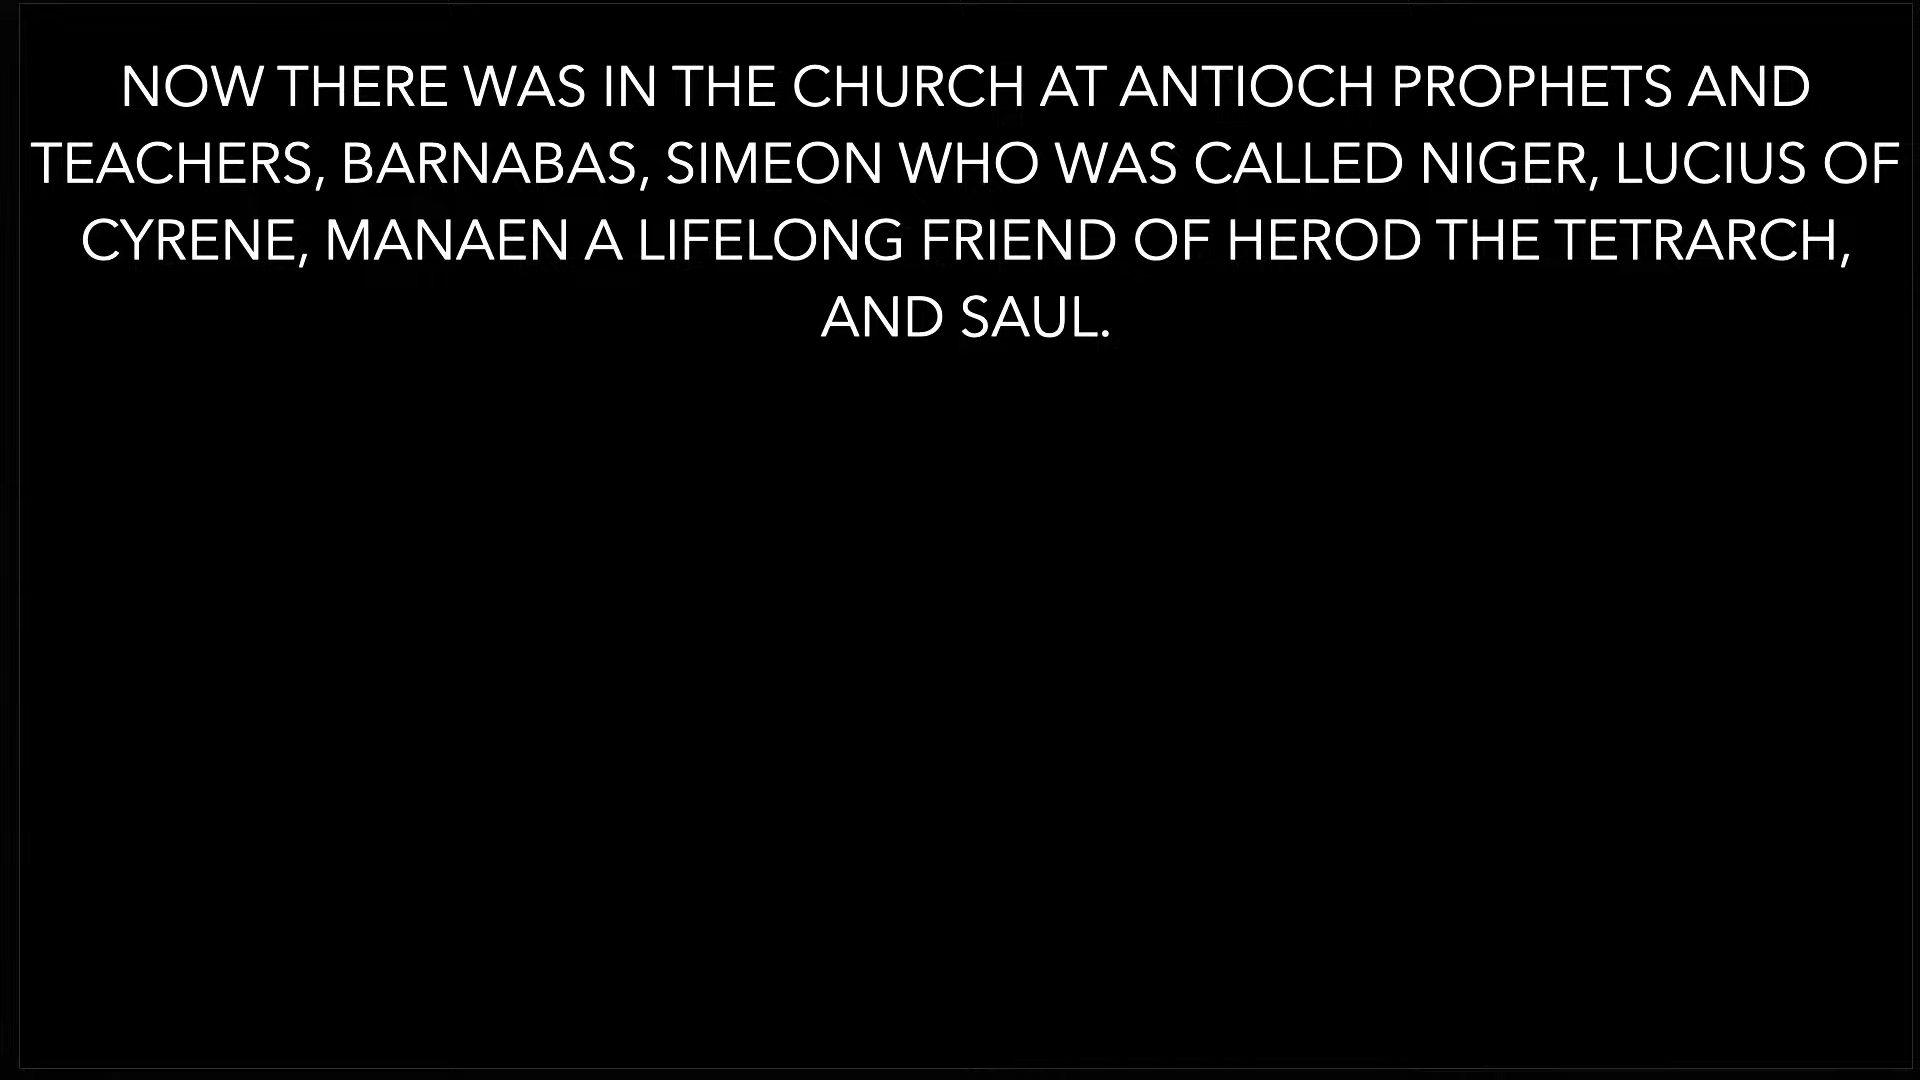 NOW THERE WAS IN THE CHURCH AT ANTIOCH PROPHETS AND
TEACHERS, BARNABAS, SIMEON WHO WAS CALLED NIGER, LUCIUS OF
CYRENE, MANAEN A LIFELONG FRIEND OF HEROD THE TETRARCH,
AND SAUL.